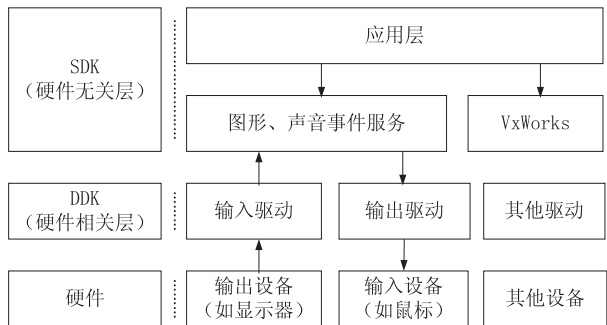 SDK
(硬件无关层)
应用层
图形、声音事件服务
VxWorks
DDK
(硬件相关层)
输入驱动
输出驱动
其他驱动
硬件
输出设备
(如显示器)
输入设备
(如鼠标)
其他设备